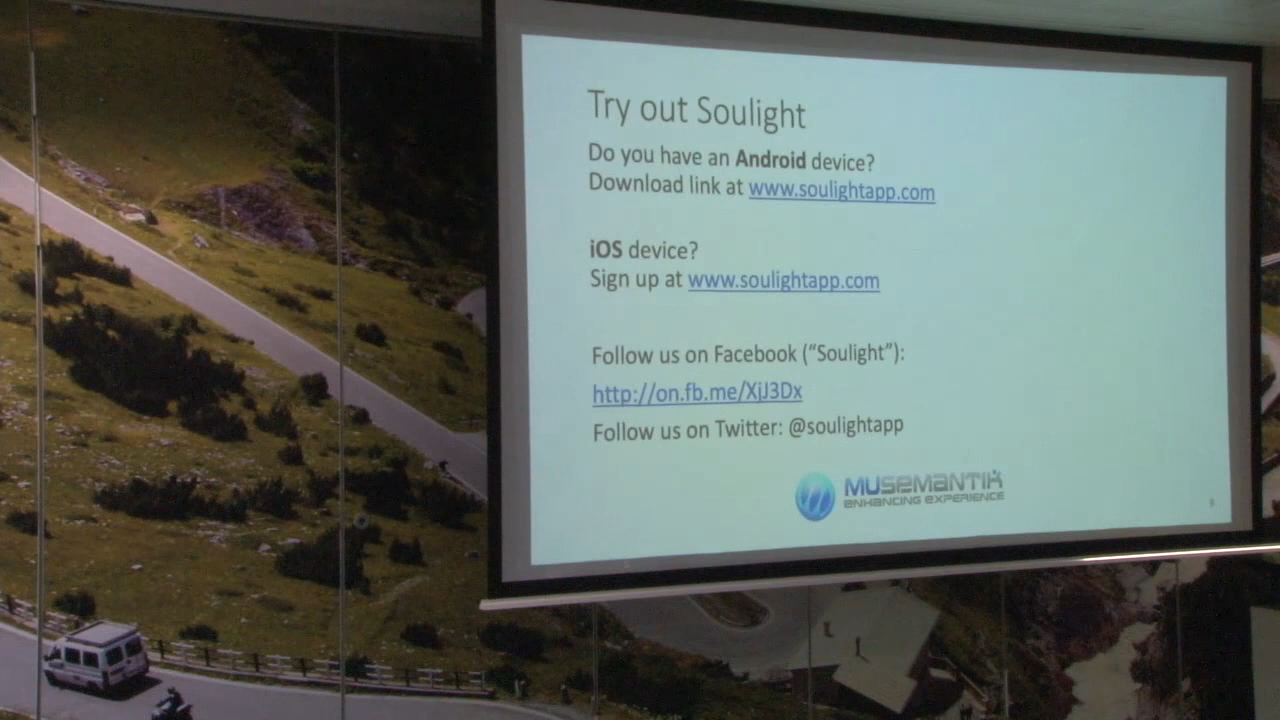 Try out Soulight
Do you have an Android device?
Download link at www.soulightapp.com
iOS device?
Sign up at www.soulightapp.com
Follow us on Facebook (“Soulight”):
http://on.fb.me/XjJ3Dx
Follow us on Twitter: @soulightapp
MUSEMANTIK
ENHANCING EXPERIENCE